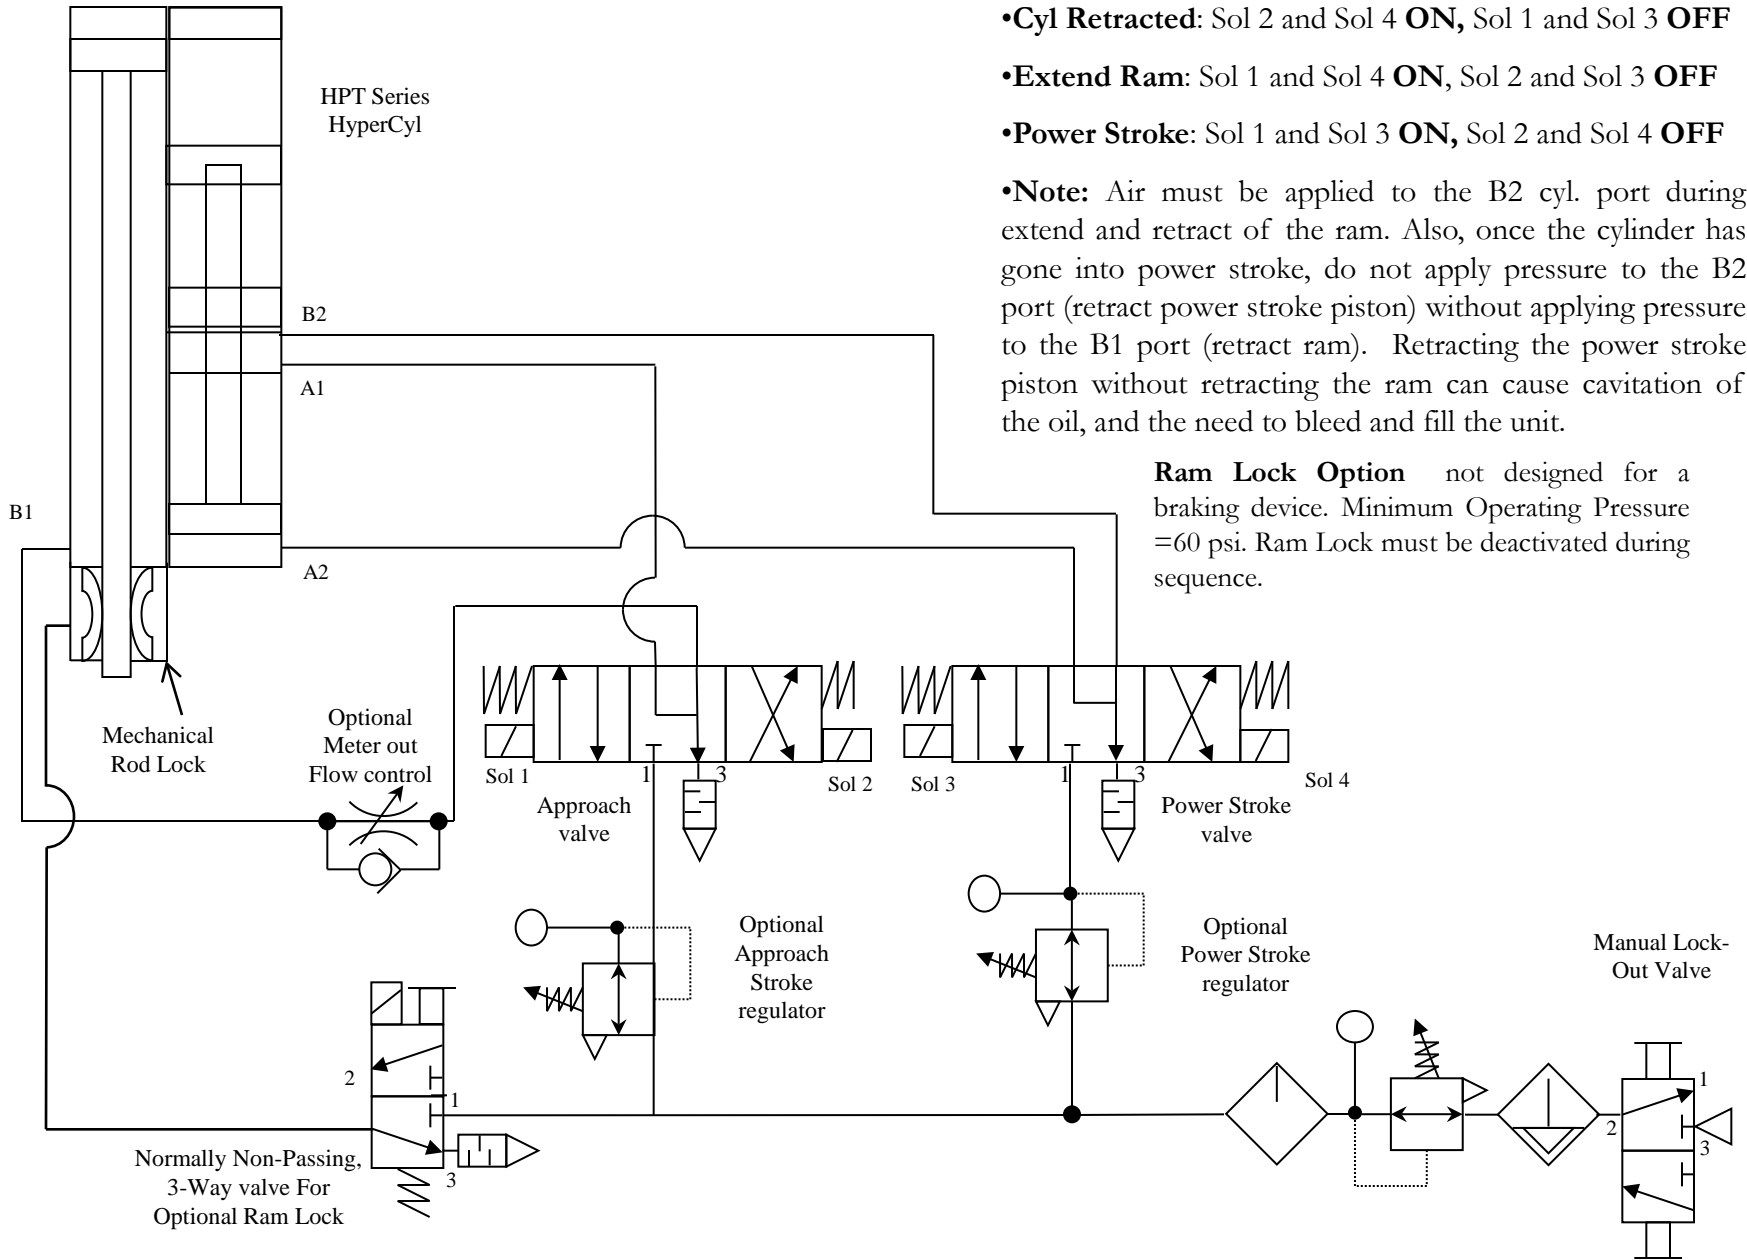 •Cyl Retracted: Sol 2 and Sol 4 ON, Sol 1 and Sol 3 OFF
•Extend Ram: Sol 1 and Sol 4 ON, Sol 2 and Sol 3 OFF
•Power Stroke: Sol 1 and Sol 3 ON, Sol 2 and Sol 4 OFF
•Note: Air must be applied to the B2 cyl. port during
extend and retract of the ram. Also, once the cylinder has
gone into power stroke, do not apply pressure to the B2
port (retract power stroke piston) without applying pressure
to the B1 port (retract ram). Retracting the power stroke
piston without retracting the ram can cause cavitation of
the oil, and the need to bleed and fill the unit.
Ram Lock Option not designed for a
braking device. Minimum Operating Pressure
=60 psi. Ram Lock must be deactivated during
sequence.
HPT Series
HyperCyl
B2
A1
B1
A2
Mechanical
Rod Lock
Optional
Meter out
Flow control
Sol 1
1
3
Sol 2
Approach
valve
Sol 3
1
3
Sol 4
Power Stroke
valve
Optional
Approach
Stroke
regulator
Optional
Power Stroke
regulator
Manual Lock-
Out Valve
2
1
3
Normally Non-Passing,
3-Way valve For
Optional Ram Lock
1
2
3